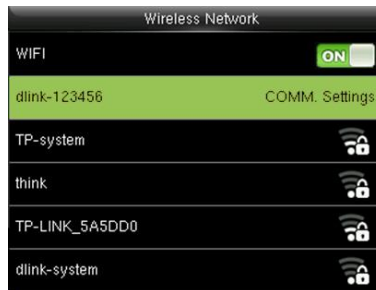 Wireless Network
WIFI ON
dlink-123456 COMM. Settings
TP-system
think
TP-LINK_5A5DD0
dlink-system